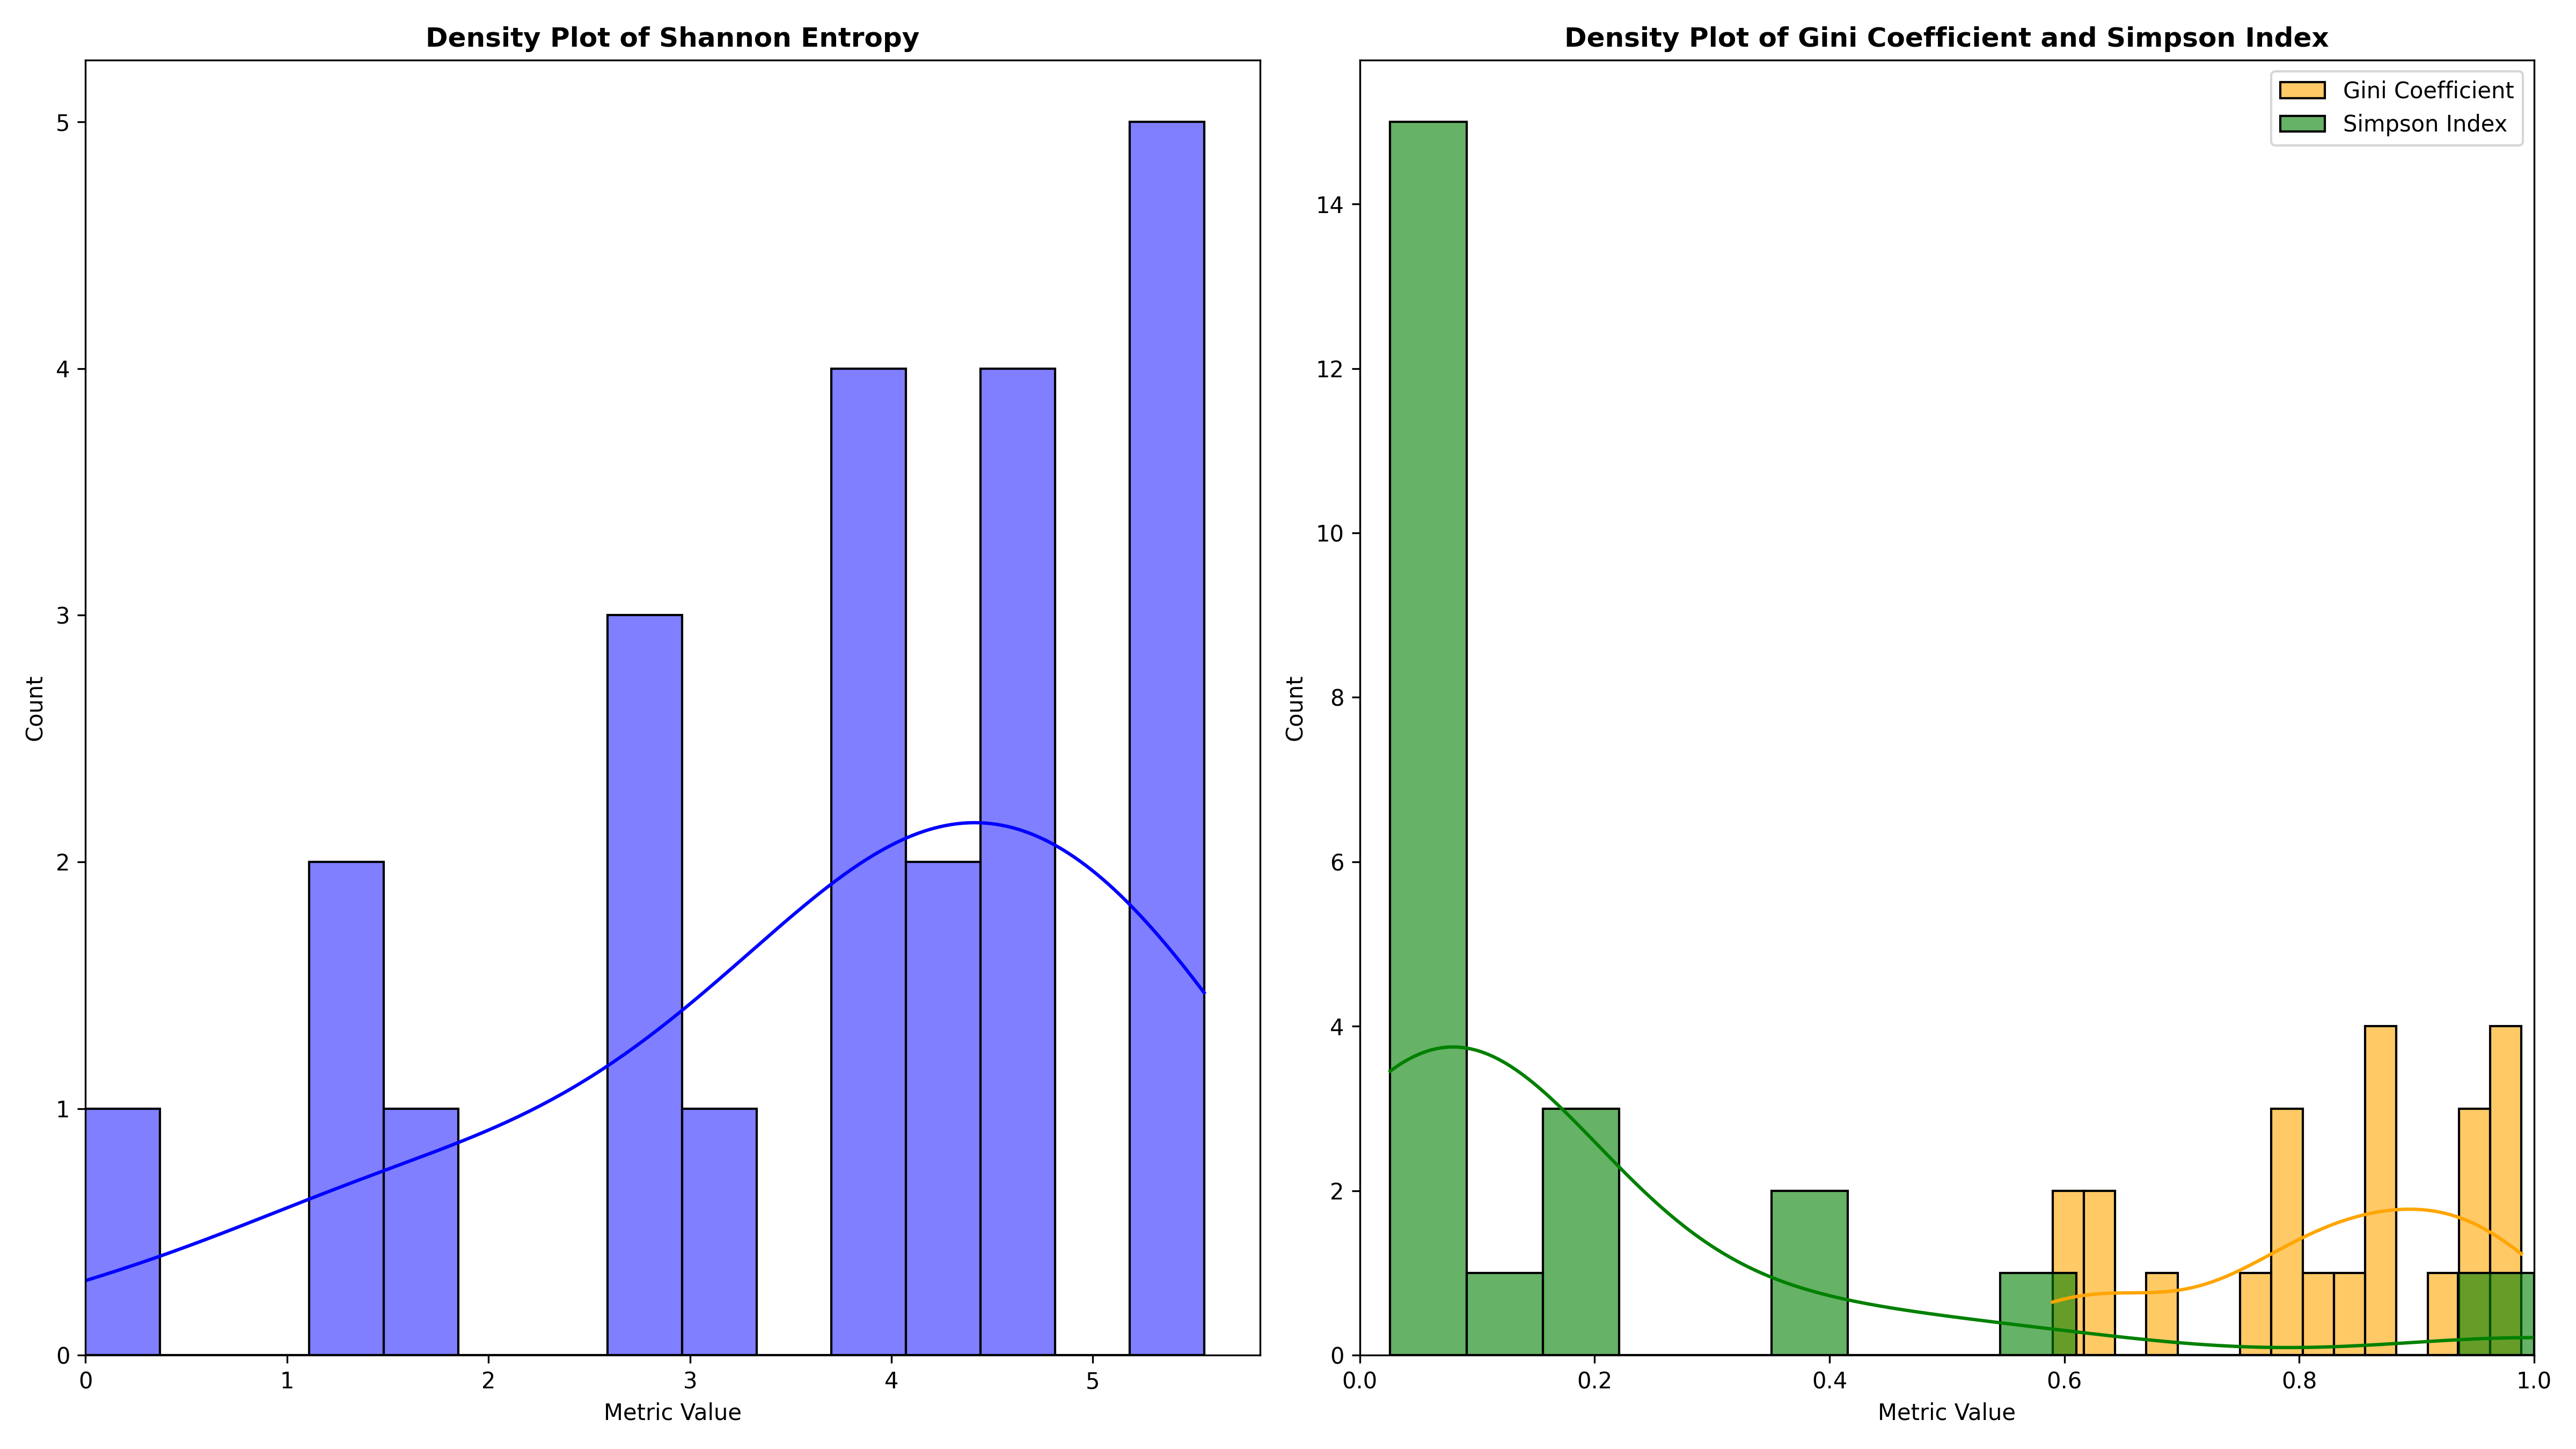 Density Plot of Shannon Entropy
Count
5
4
3
2
1
0
0 1 2 3 4 5
Metric Value
Density Plot of Gini Coefficient and Simpson Index
Gini Coefficient
Simpson Index
Count
14
12
10
8
6
4
2
0
0.0 0.2 0.4 0.6 0.8 1.0
Metric Value